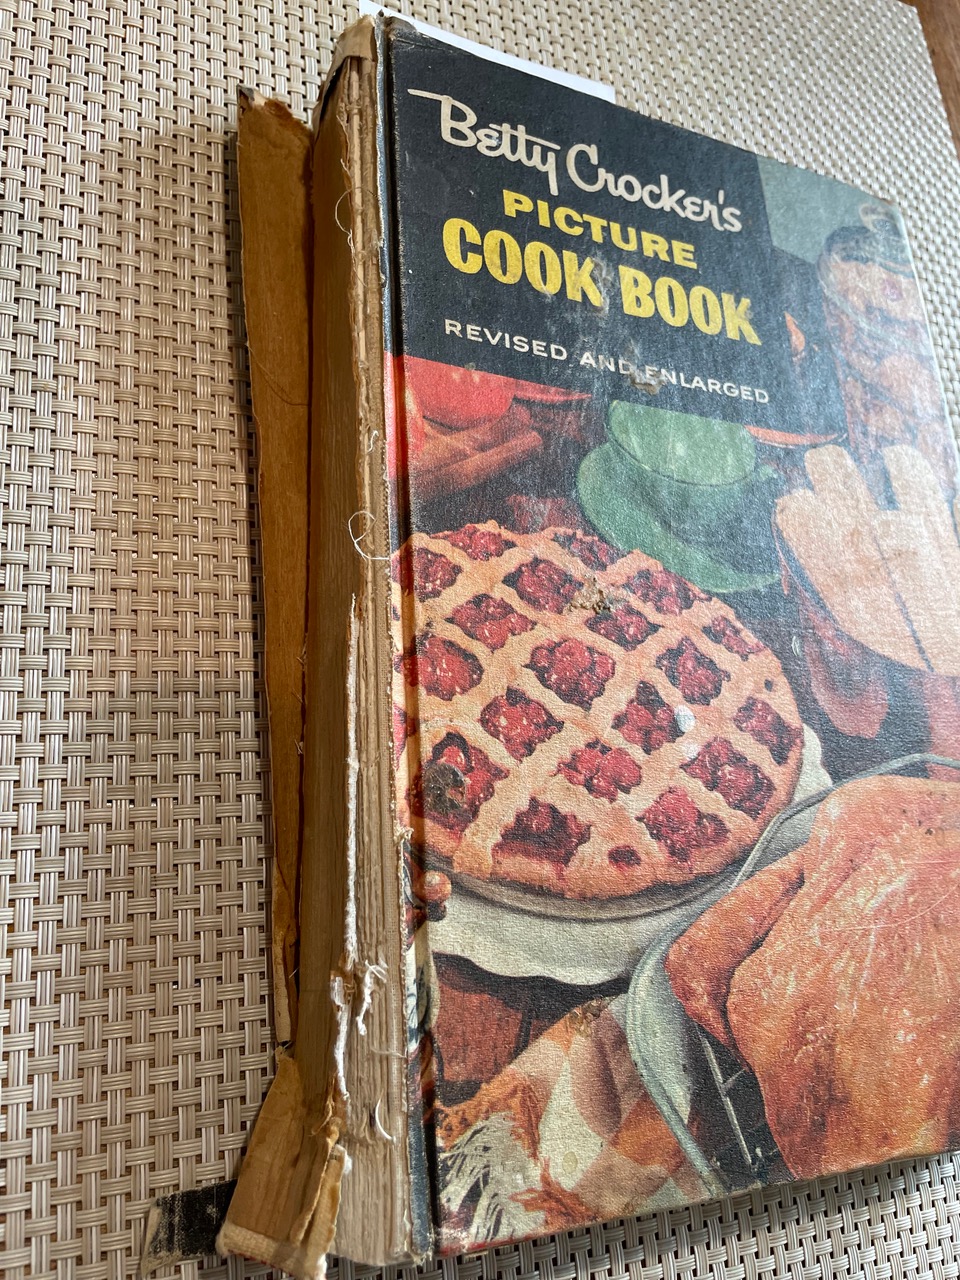 Betty Crocker's
PICTURE
COOK BOOK
REVISED AND ENLARGED